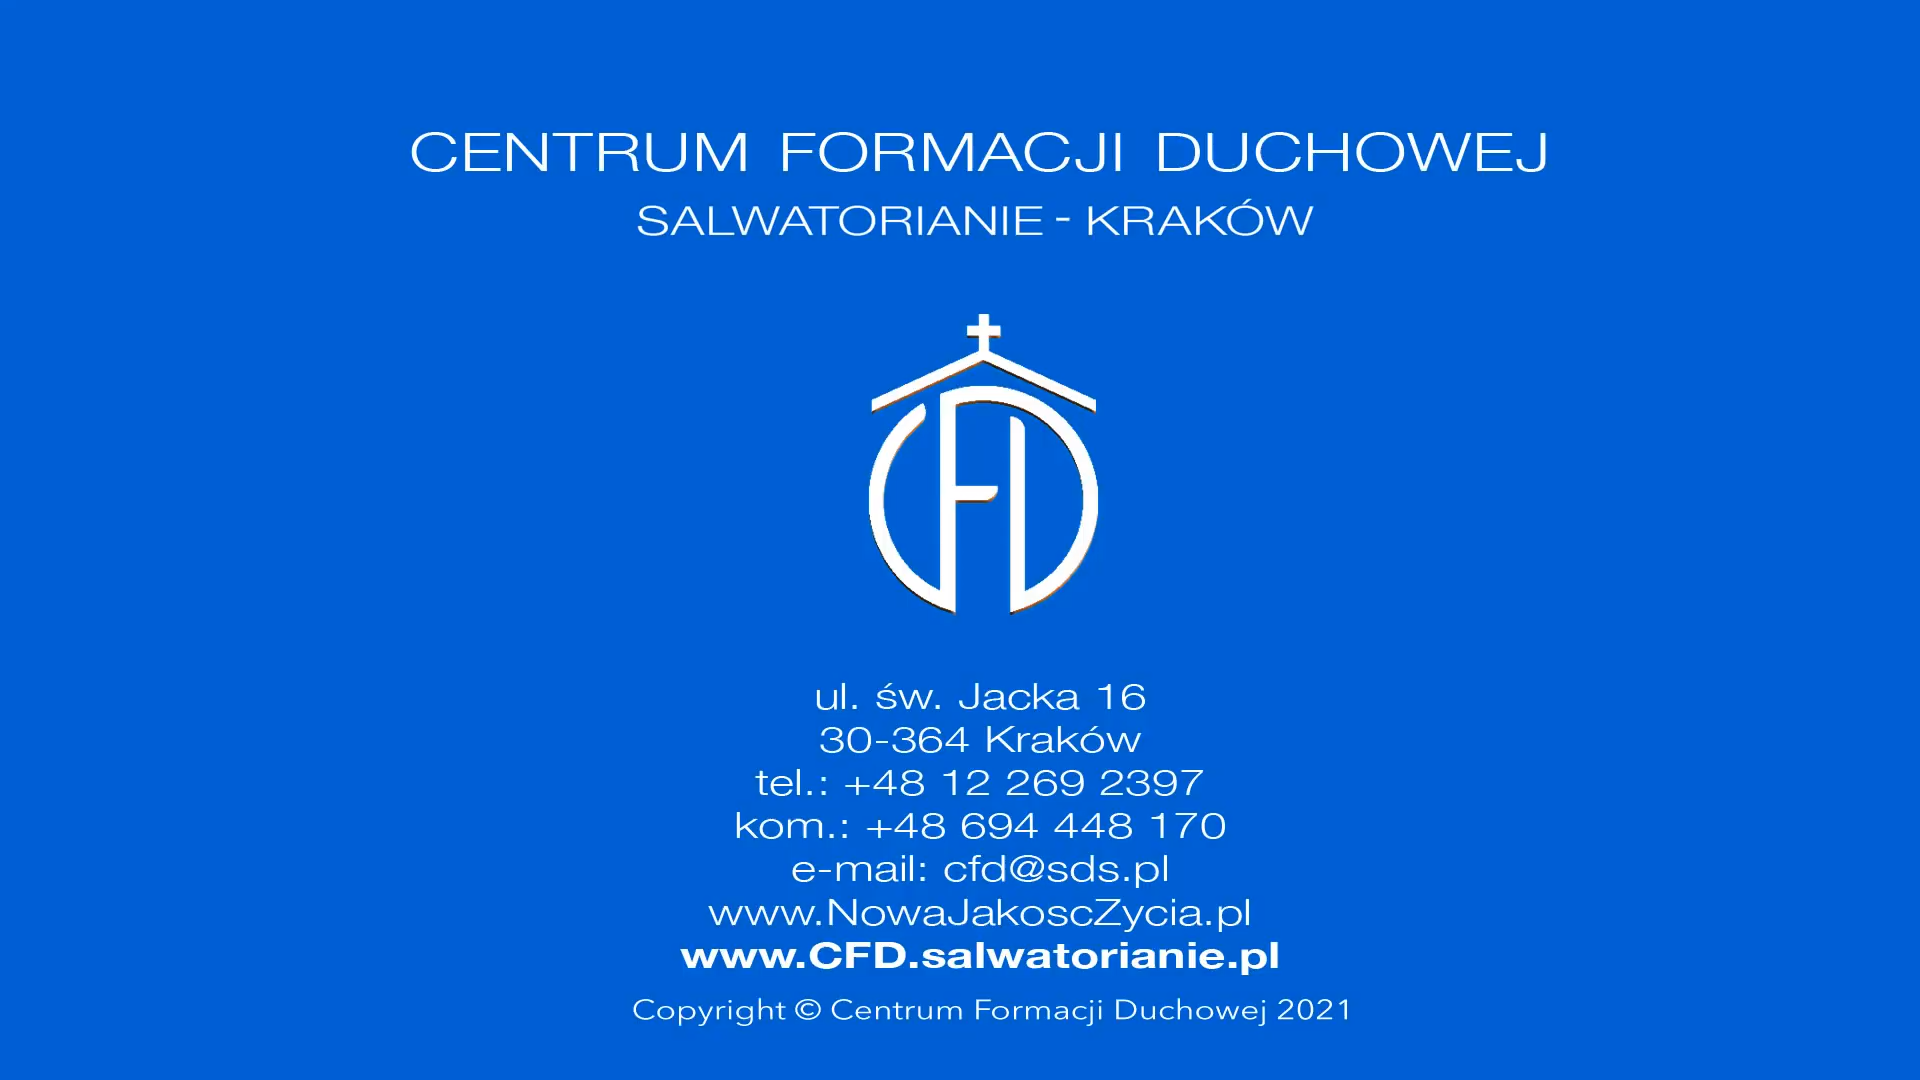 CENTRUM FORMACJI DUCHOWEJ
SALWATORIANIE - KRAKÓW
CFD
ul. św. Jacka 16
30-364 Kraków
tel.: +48 12 269 2397
kom.: +48 694 448 170
e-mail: cfd@sds.pl
www.NowaJakoscZycia.pl
www.CFD.salwatorianie.pl
Copyright © Centrum Formacji Duchowej 2021